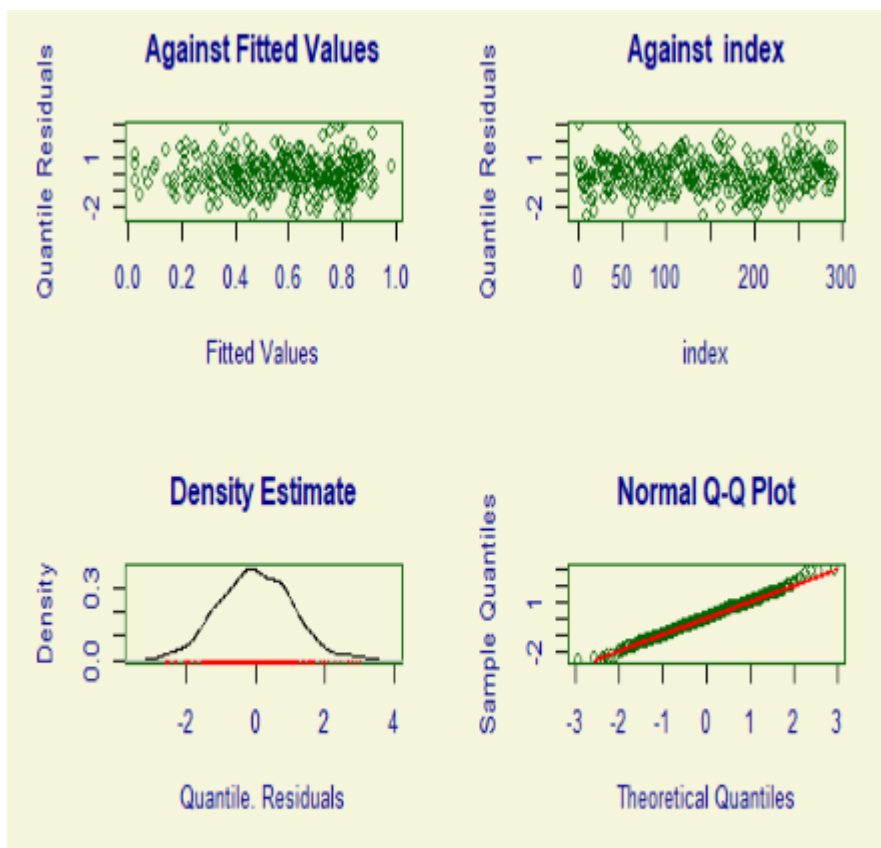 Against Fitted Values
Quantile Residuals
1
-2
0.0 0.2 0.4 0.6 0.8 1.0
Fitted Values
Against index
Quantile Residuals
1
-2
0 50 100 200 300
index
Density Estimate
Density
0.3
0.0
-2 0 2 4
Quantile. Residuals
Normal Q-Q Plot
Sample Quantiles
1
-2
-3 -2 -1 0 1 2 3
Theoretical Quantiles